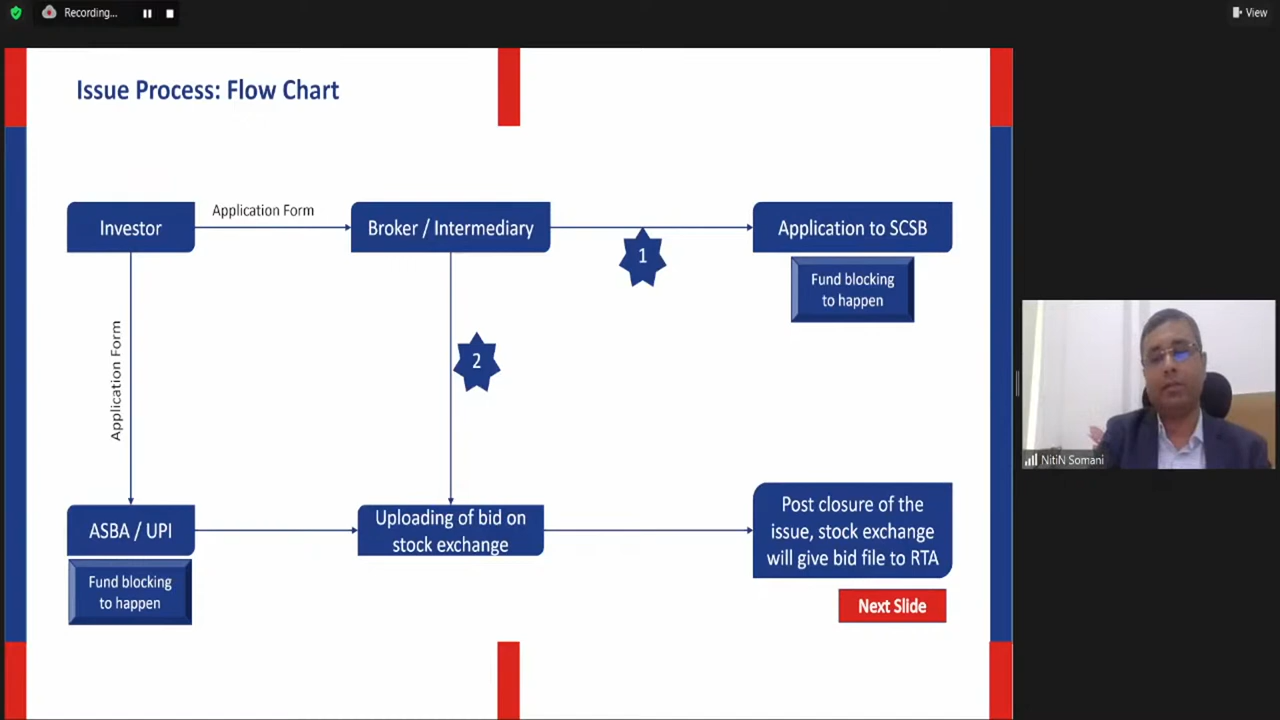 Recording...
View
Issue Process: Flow Chart
Investor
Application Form
Broker / Intermediary
1
Application to SCSB
Fund blocking
to happen
Application Form
2
ASBA / UPI
Fund blocking
to happen
Uploading of bid on
stock exchange
Post closure of the
issue, stock exchange
will give bid file to RTA
Next Slide
NitiN Somani